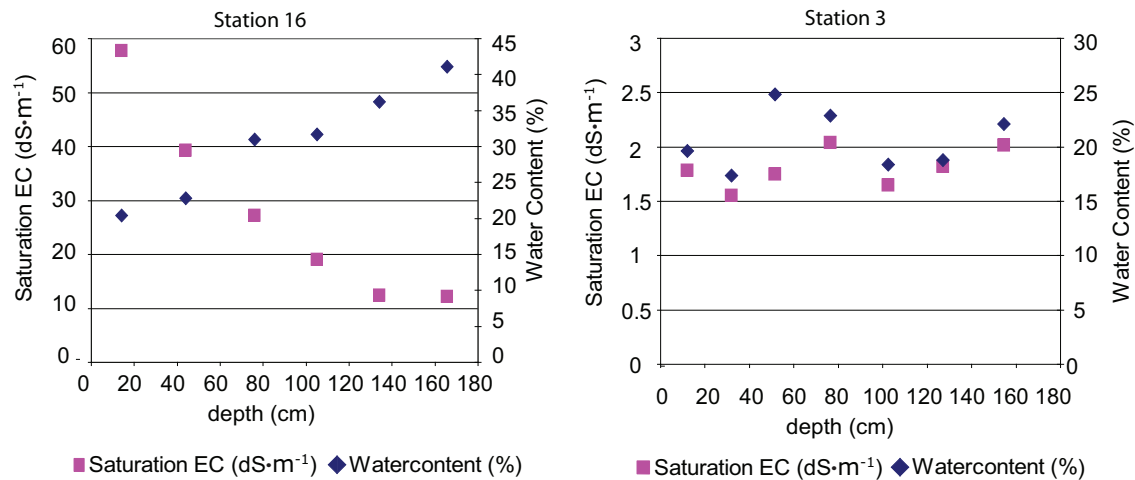 Station 16
60
50
40
30
20
10
0
Saturation EC (dS•m⁻¹)
45
40
35
30
25
20
15
10
5
0
Water Content (%)
0 20 40 60 80 100 120 140 160 180
depth (cm)
Saturation EC (dS•m⁻¹) Watercontent (%)
Station 3
3
2.5
2
1.5
1
0.5
0
Saturation EC (dS•m⁻¹)
30
25
20
15
10
5
0
Water Content (%)
0 20 40 60 80 100 120 140 160 180
depth (cm)
Saturation EC (dS•m⁻¹) Watercontent (%)